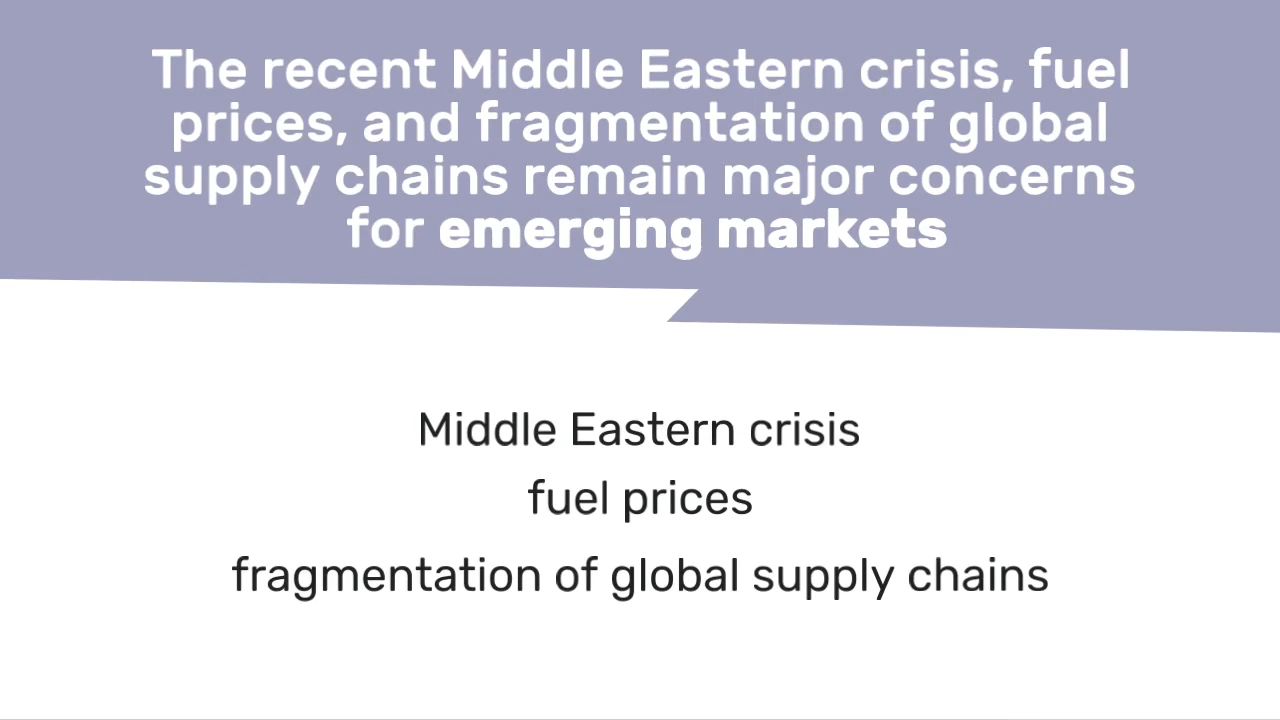 The recent Middle Eastern crisis, fuel
prices, and fragmentation of global
supply chains remain major concerns
for emerging markets
Middle Eastern crisis
fuel prices
fragmentation of global supply chains